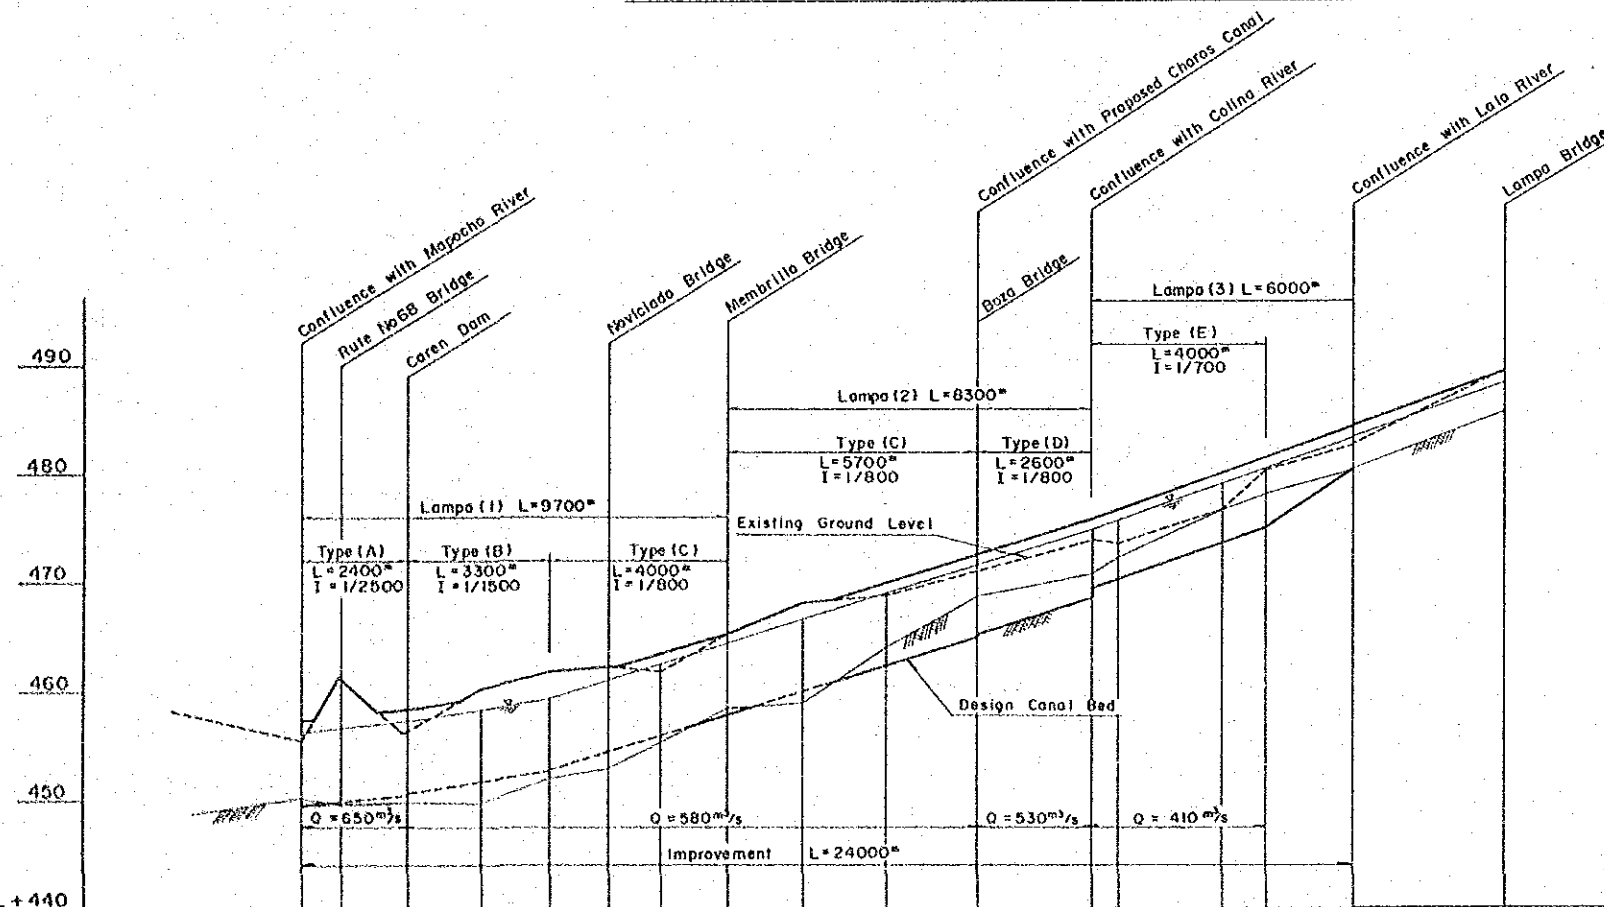 Confluence with Mapocho River
Rute No68 Bridge
Caren Dam
Noviciado Bridge
Membrillo Bridge
Confluence with Proposed Charos Canal
Boza Bridge
Confluence with Colina River
Confluence with Lalo River
Lampa Bridge
Lampa (3) L=6000m
Type (E)
L=4000m
I=1/700
Lampa (2) L=8300m
Type (C)
L=5700m
I=1/800
Type (D)
L=2600m
I=1/800
Lampa (1) L=9700m
Type (A)
L=2400m
I=1/2500
Type (B)
L=3300m
I=1/1500
Type (C)
L=4000m
I=1/800
Existing Ground Level
Design Canal Bed
490
480
470
460
450
+440
Q=650m³/s
Q=580m³/s
Q=530m³/s
Q=410m³/s
Improvement L=24000m